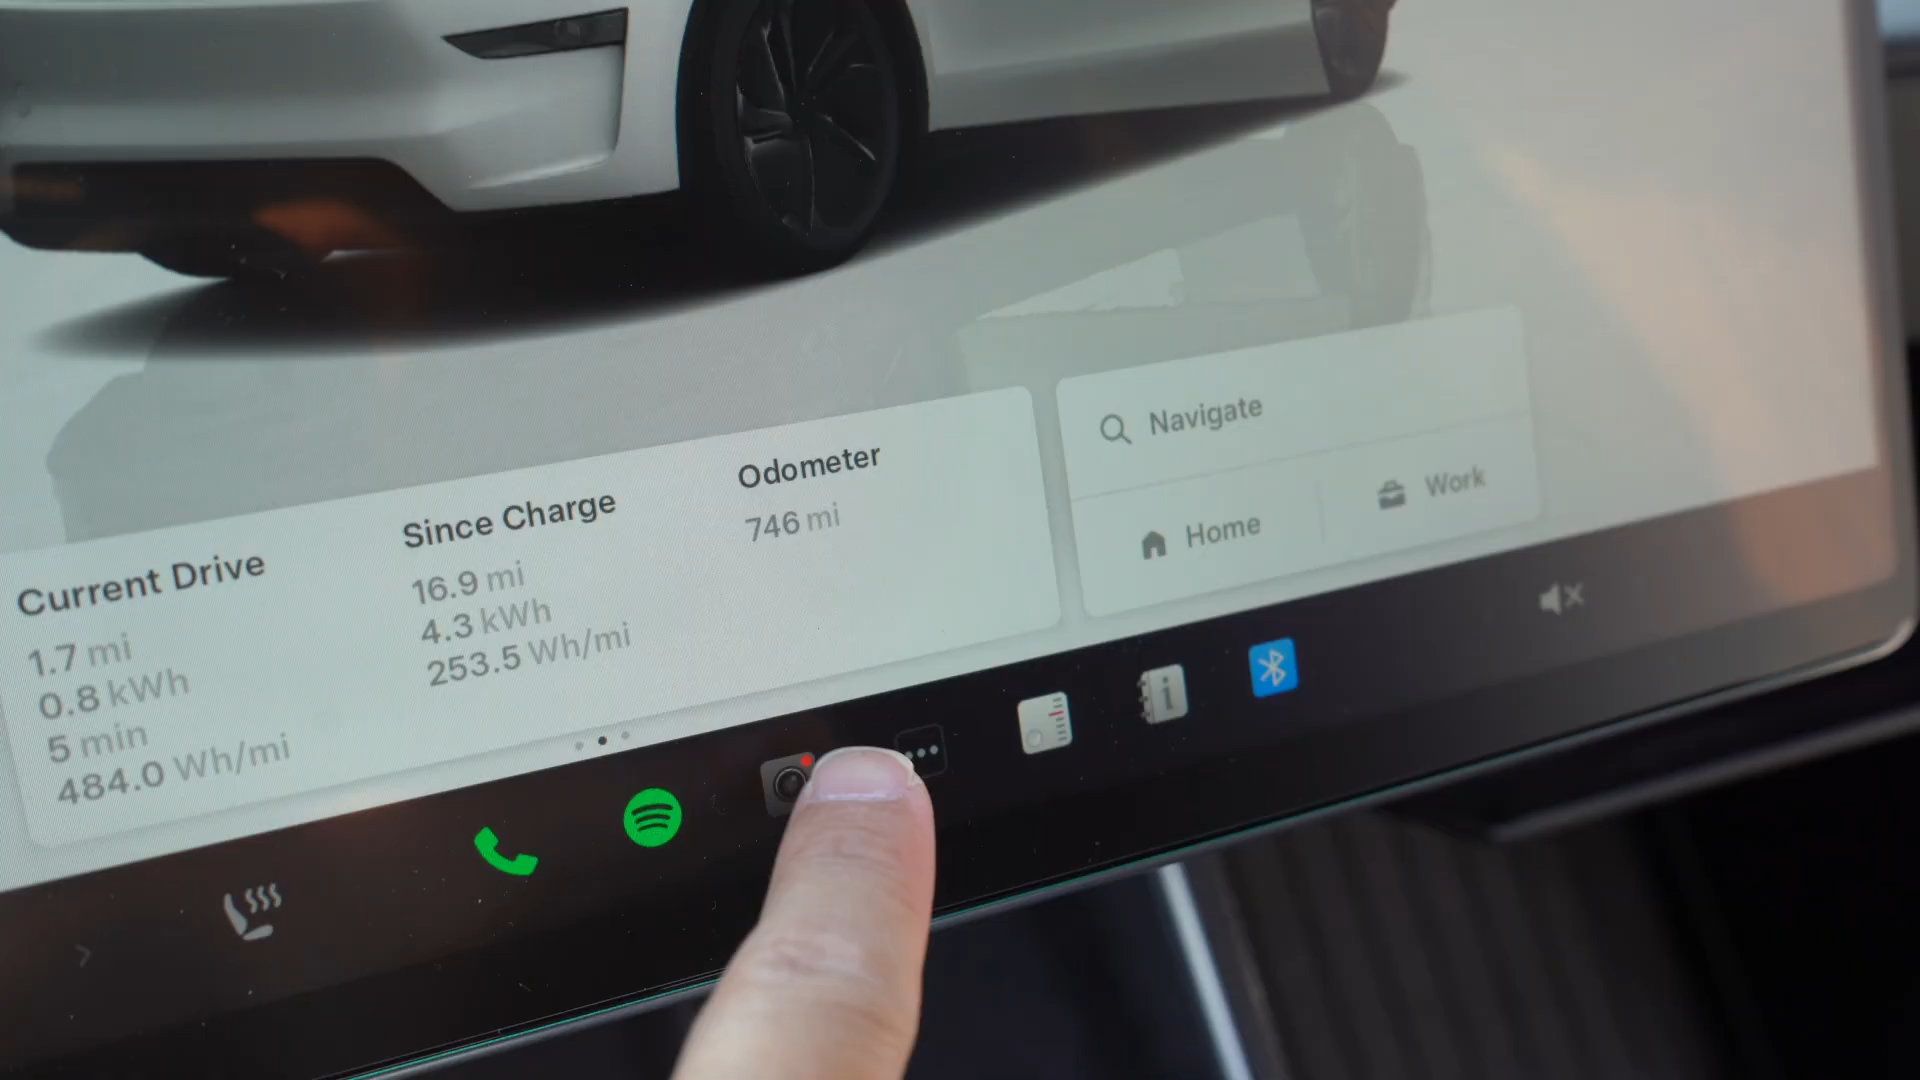 Current Drive
1.7 mi
0.8 kWh
5 min
484.0 Wh/mi
Since Charge
16.9 mi
4.3 kWh
253.5 Wh/mi
Odometer
746 mi
Navigate
Home
Work
i